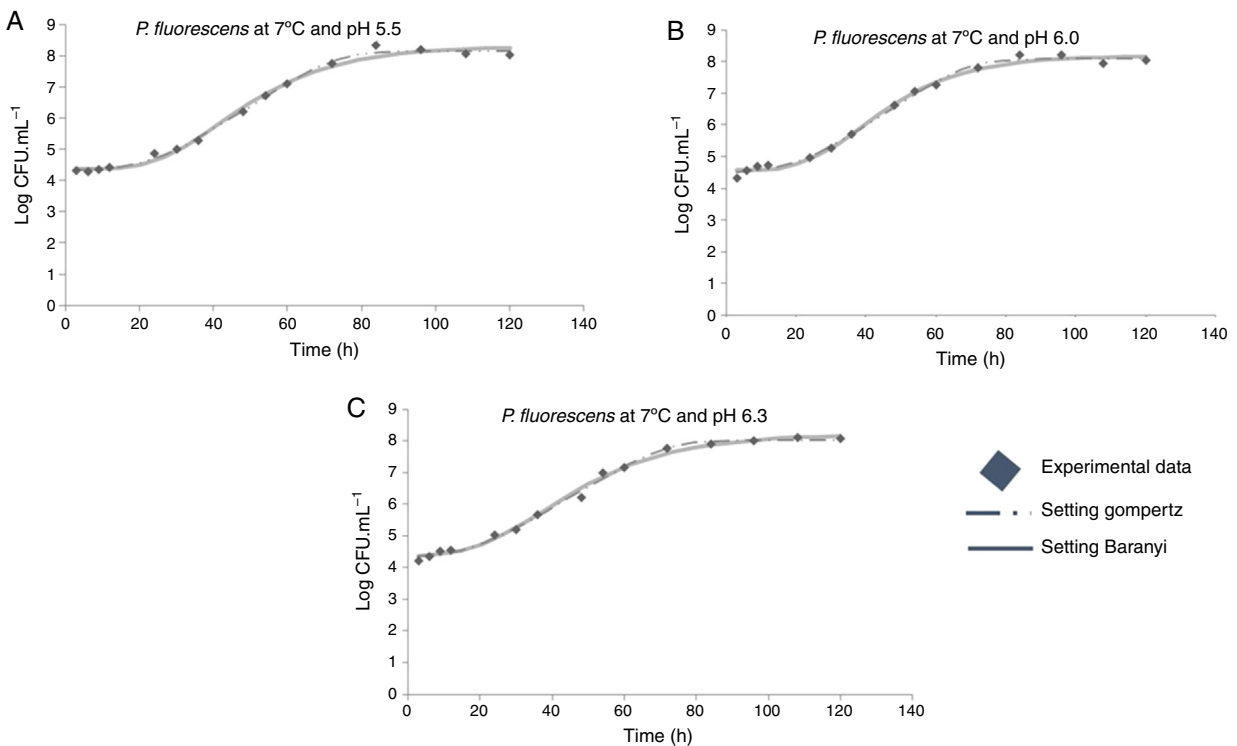 A
P. fluorescens at 7ºC and pH 5.5
Log CFU.mL⁻¹
9
8
7
6
5
4
3
2
1
0
0 20 40 60 80 100 120 140
Time (h)
B
P. fluorescens at 7ºC and pH 6.0
Log CFU.mL⁻¹
9
8
7
6
5
4
3
2
1
0
0 20 40 60 80 100 120 140
Time (h)
C
P. fluorescens at 7ºC and pH 6.3
Log CFU.mL⁻¹
9
8
7
6
5
4
3
2
1
0
0 20 40 60 80 100 120 140
Time (h)
Experimental data
Setting gompertz
Setting Baranyi